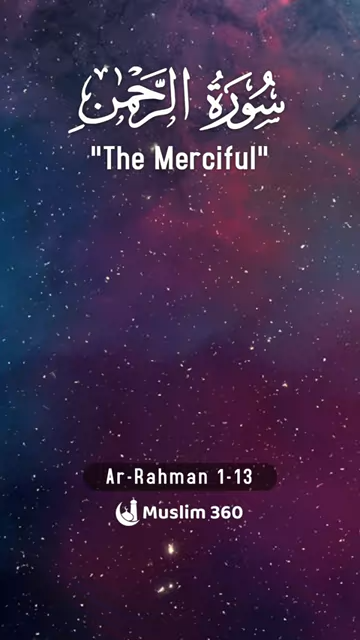 سُورَةُ الرَّحْمَنِ
"The Merciful"
Ar-Rahman 1-13
Muslim 360